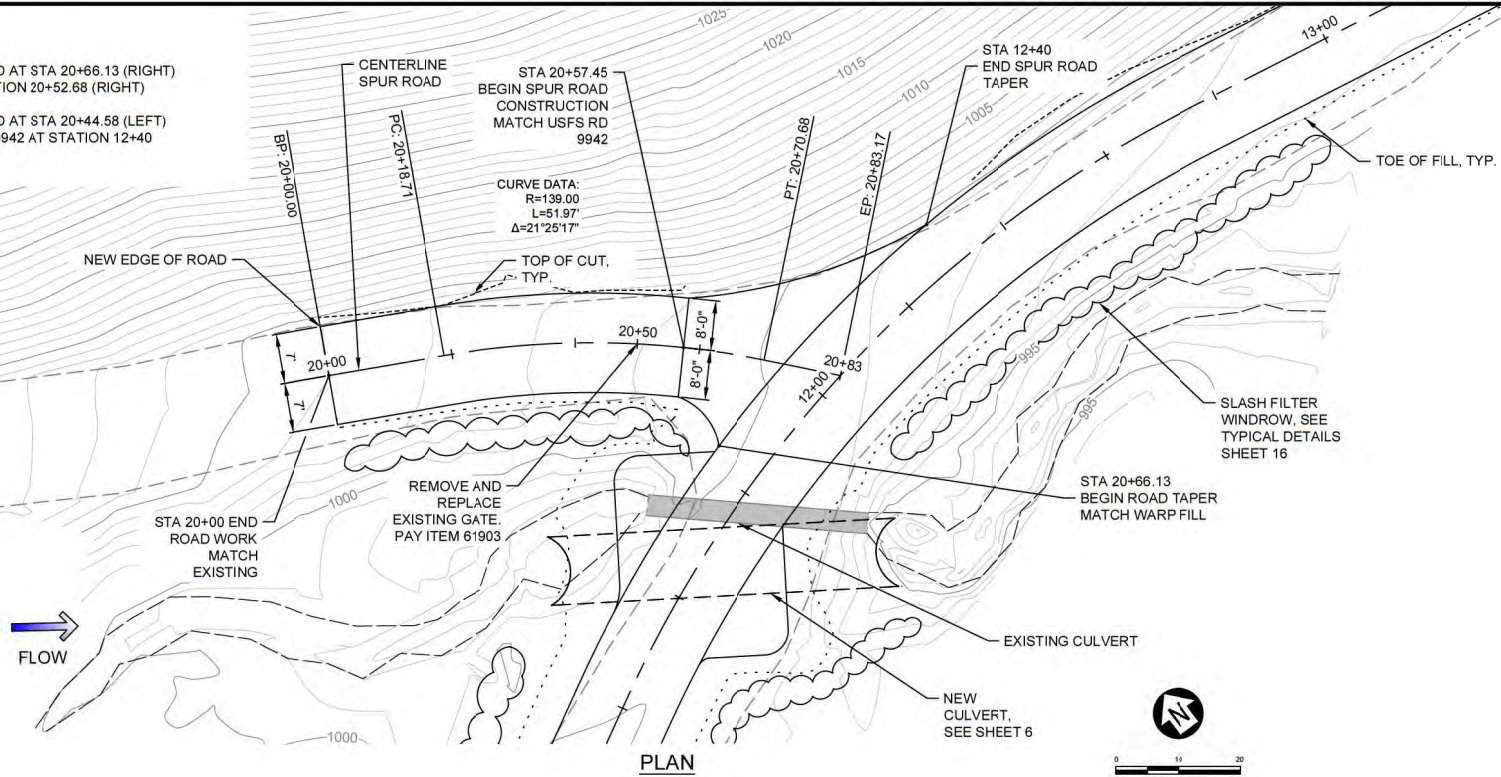 D AT STA 20+66.13 (RIGHT)
TION 20+52.68 (RIGHT)
D AT STA 20+44.58 (LEFT)
9942 AT STATION 12+40
CENTERLINE
SPUR ROAD
STA 20+57.45
BEGIN SPUR ROAD
CONSTRUCTION
MATCH USFS RD
9942
STA 12+40
END SPUR ROAD
TAPER
1025
1020
1015
1010
1005
13+00
BP: 20+00.00
PC: 20+18.71
PT: 20+70.68
EP: 20+83.17
CURVE DATA:
R=139.00
L=51.97'
Δ=21°25'17"
TOE OF FILL, TYP.
NEW EDGE OF ROAD
TOP OF CUT,
TYP.
7'
7'
20+00
20+50
8'-0"
8'-0"
20+83
12+00
995
995
SLASH FILTER
WINDROW, SEE
TYPICAL DETAILS
SHEET 16
STA 20+66.13
BEGIN ROAD TAPER
MATCH WARP FILL
REMOVE AND
REPLACE
EXISTING GATE.
PAY ITEM 61903
1000
STA 20+00 END
ROAD WORK
MATCH
EXISTING
FLOW
EXISTING CULVERT
NEW
CULVERT,
SEE SHEET 6
1000
N
PLAN
0 10 20